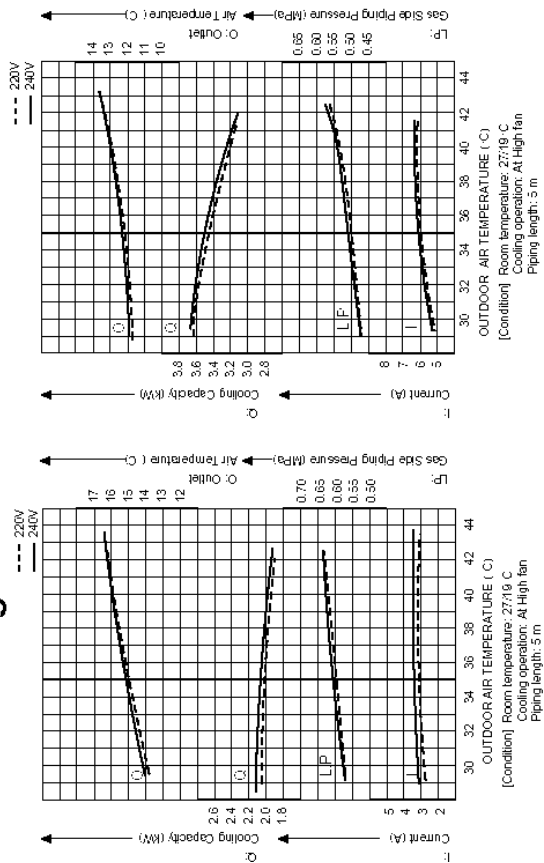 220V
240V
O: Outlet
Air Temperature ( C)
17
16
15
14
13
12
Q:
Cooling Capacity (kW)
2.6
2.4
2.2
2.0
1.8
LP:
Gas Side Piping Pressure (MPa)
0.70
0.65
0.60
0.55
0.50
I:
Current (A)
5
4
3
2
O
Q
LP
I
30 32 34 36 38 40 42 44
OUTDOOR AIR TEMPERATURE ( C)
[Condition] Room temperature: 27/19 C
Cooling operation: At High fan
Piping length: 5 m
220V
240V
O: Outlet
Air Temperature ( C)
14
13
12
11
10
Q:
Cooling Capacity (kW)
3.8
3.6
3.4
3.2
3.0
2.8
LP:
Gas Side Piping Pressure (MPa)
0.65
0.60
0.55
0.50
0.45
I:
Current (A)
8
7
6
5
O
Q
LP
I
30 32 34 36 38 40 42 44
OUTDOOR AIR TEMPERATURE (·C)
[Condition] Room temperature: 27/19·C
Cooling operation: At High fan
Piping length: 5 m